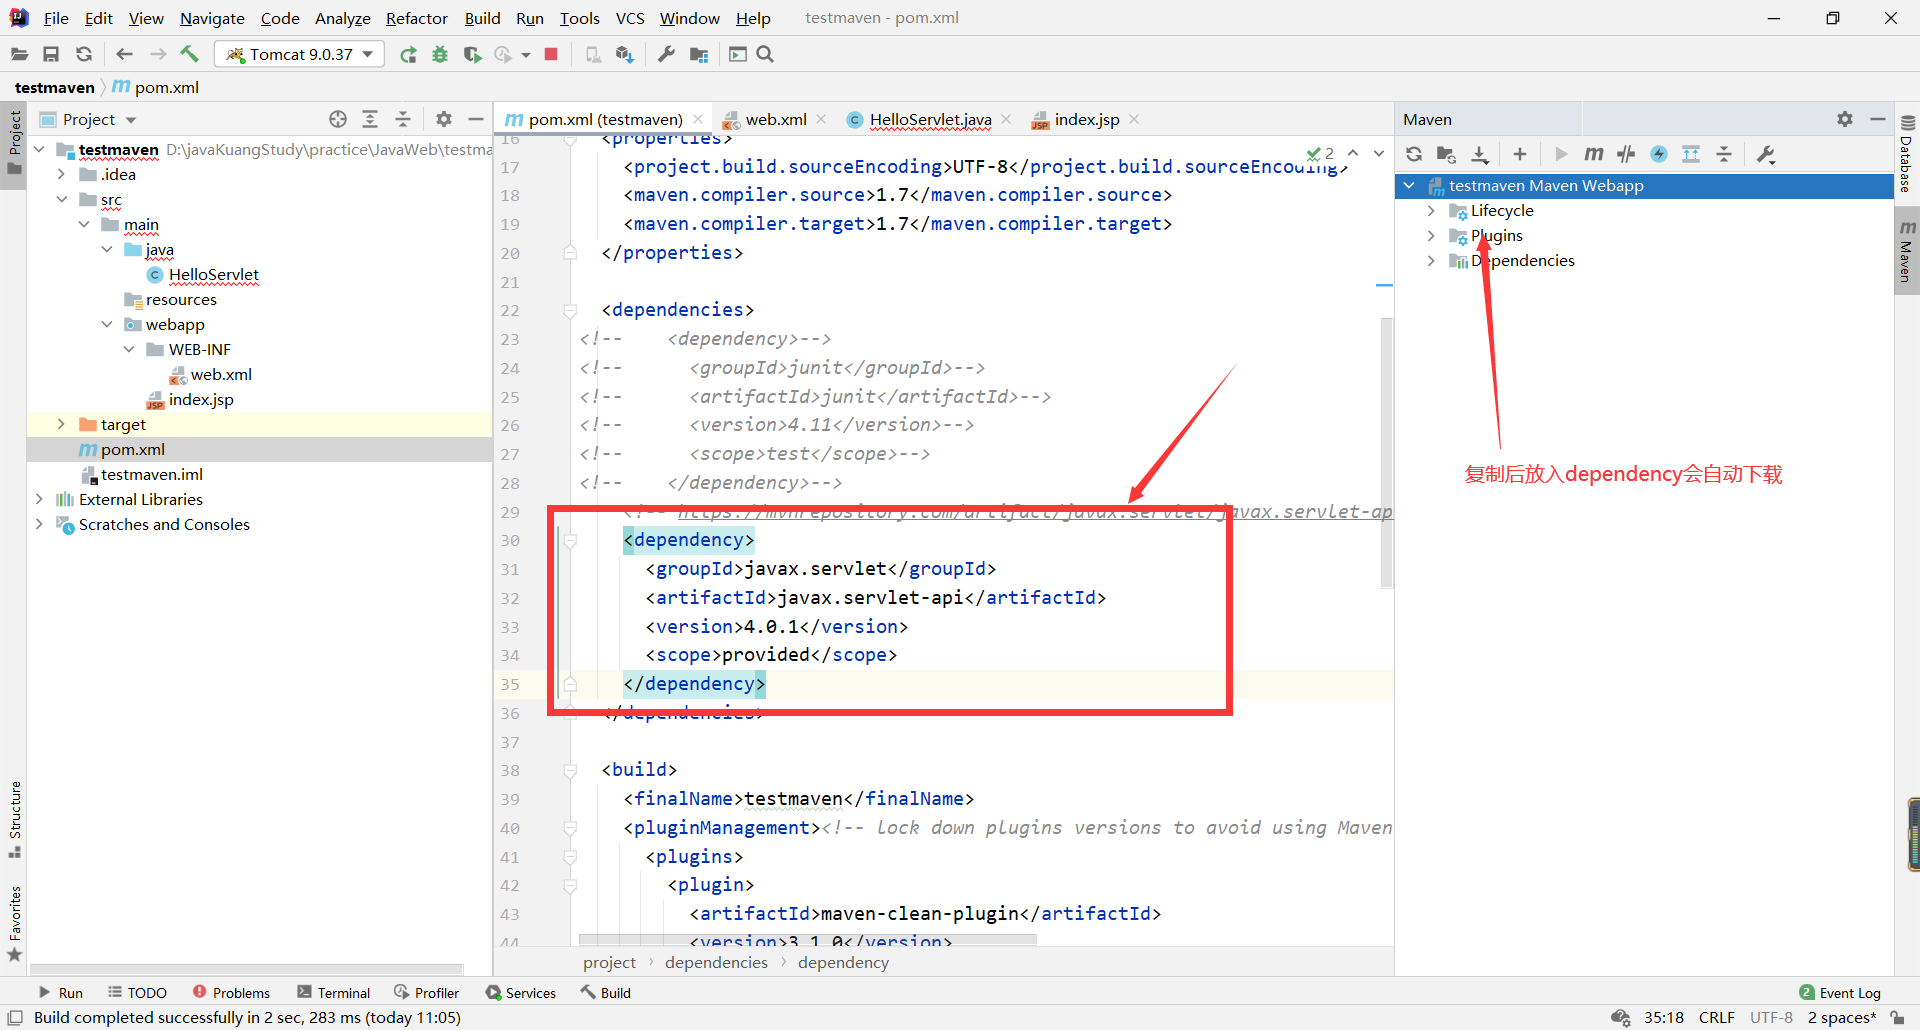 File Edit View Navigate Code Analyze Refactor Build Run Tools VCS Window Help testmaven - pom.xml
Tomcat 9.0.37
testmaven pom.xml
Project
Project
testmaven D:\javaKuangStudy\practice\JavaWeb\testma
.idea
src
main
java
HelloServlet
resources
webapp
WEB-INF
web.xml
index.jsp
target
pom.xml
testmaven.iml
External Libraries
Scratches and Consoles
Structure
Favorites
pom.xml (testmaven) web.xml HelloServlet.java index.jsp
2
16 <properties>
17 <project.build.sourceEncoding>UTF-8</project.build.sourceEncoding>
18 <maven.compiler.source>1.7</maven.compiler.source>
19 <maven.compiler.target>1.7</maven.compiler.target>
20 </properties>
21
22 <dependencies>
23 <!-- <dependency>-->
24 <!-- <groupId>junit</groupId>-->
25 <!-- <artifactId>junit</artifactId>-->
26 <!-- <version>4.11</version>-->
27 <!-- <scope>test</scope>-->
28 <!-- </dependency>-->
29 <!-- https://mvnrepository.com/artifact/javax.servlet/javax.servlet-ap
30 <dependency>
31 <groupId>javax.servlet</groupId>
32 <artifactId>javax.servlet-api</artifactId>
33 <version>4.0.1</version>
34 <scope>provided</scope>
35 </dependency>
36 </dependencies>
37
38 <build>
39 <finalName>testmaven</finalName>
40 <pluginManagement><!-- lock down plugins versions to avoid using Maven
41 <plugins>
42 <plugin>
43 <artifactId>maven-clean-plugin</artifactId>
44 <version>3.1.0</version>
project dependencies dependency
Maven
testmaven Maven Webapp
Lifecycle
Plugins
Dependencies
复制后放入dependency会自动下载
Database
Maven
Run TODO Problems Terminal Profiler Services Build 2 Event Log
Build completed successfully in 2 sec, 283 ms (today 11:05) 35:18 CRLF UTF-8 2 spaces*